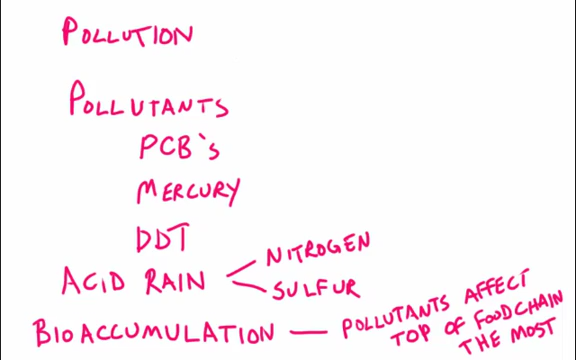 POLLUTION
POLLUTANTS
PCB's
MERCURY
DDT
ACID RAIN
NITROGEN
SULFUR
BIOACCUMULATION — POLLUTANTS AFFECT
TOP OF FOODCHAIN
THE MOST